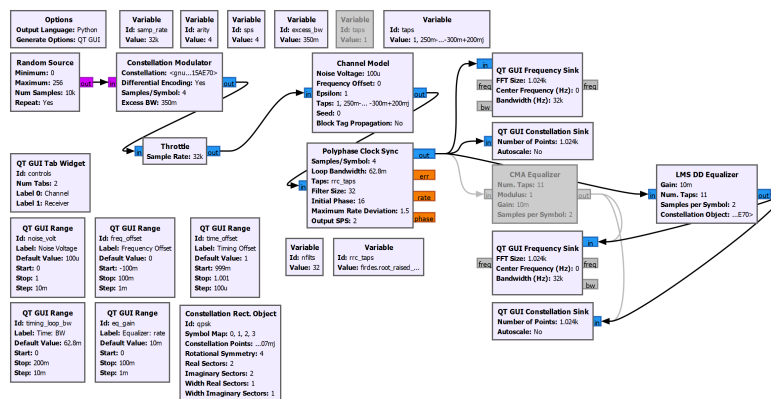 Options
Output Language: Python
Generate Options: QT GUI
Variable
Id: samp_rate
Value: 32k
Variable
Id: arity
Value: 4
Variable
Id: sps
Value: 4
Variable
Id: excess_bw
Value: 350m
Variable
Id: taps
Value: 1
Variable
Id: taps
Value: 1, 250m-...-300m+200mj
Random Source
Minimum: 0
Maximum: 256
Num Samples: 10k
Repeat: Yes
out
Constellation Modulator
Constellation: <gnu...15AE70>
Differential Encoding: Yes
Samples/Symbol: 4
Excess BW: 350m
in
out
Channel Model
Noise Voltage: 100u
Frequency Offset: 0
Epsilon: 1
Taps: 1, 250m-... -300m+200mj
Seed: 0
Block Tag Propagation: No
in
out
QT GUI Frequency Sink
FFT Size: 1.024k
Center Frequency (Hz): 0
Bandwidth (Hz): 32k
in
freq
bw
freq
Throttle
Sample Rate: 32k
in
out
QT GUI Constellation Sink
Number of Points: 1.024k
Autoscale: No
in
Polyphase Clock Sync
Samples/Symbol: 4
Loop Bandwidth: 62.8m
Taps: rrc_taps
Filter Size: 32
Initial Phase: 16
Maximum Rate Deviation: 1.5
Output SPS: 2
in
out
err
rate
phase
QT GUI Tab Widget
Id: controls
Num Tabs: 2
Label 0: Channel
Label 1: Receiver
CMA Equalizer
Num. Taps: 11
Modulus: 1
Gain: 10m
Samples per Symbol: 2
in
out
LMS DD Equalizer
Gain: 10m
Num. Taps: 11
Samples per Symbol: 2
Constellation Object: ...E70>
in
out
QT GUI Range
Id: noise_volt
Label: Noise Voltage
Default Value: 100u
Start: 0
Stop: 1
Step: 10m
QT GUI Range
Id: freq_offset
Label: Frequency Offset
Default Value: 0
Start: -100m
Stop: 100m
Step: 1m
QT GUI Range
Id: time_offset
Label: Timing Offset
Default Value: 1
Start: 999m
Stop: 1.001
Step: 100u
Variable
Id: nfilts
Value: 32
Variable
Id: rrc_taps
Value: firdes.root_raised_...
QT GUI Frequency Sink
FFT Size: 1.024k
Center Frequency (Hz): 0
Bandwidth (Hz): 32k
freq
in
freq
bw
QT GUI Range
Id: timing_loop_bw
Label: Time: BW
Default Value: 62.8m
Start: 0
Stop: 200m
Step: 10m
QT GUI Range
Id: eq_gain
Label: Equalizer: rate
Default Value: 10m
Start: 0
Stop: 100m
Step: 1m
Constellation Rect. Object
Id: qpsk
Symbol Map: 0, 1, 2, 3
Constellation Points: ...07mj
Rotational Symmetry: 4
Real Sectors: 2
Imaginary Sectors: 2
Width Real Sectors: 1
Width Imaginary Sectors: 1
QT GUI Constellation Sink
Number of Points: 1.024k
Autoscale: No
in